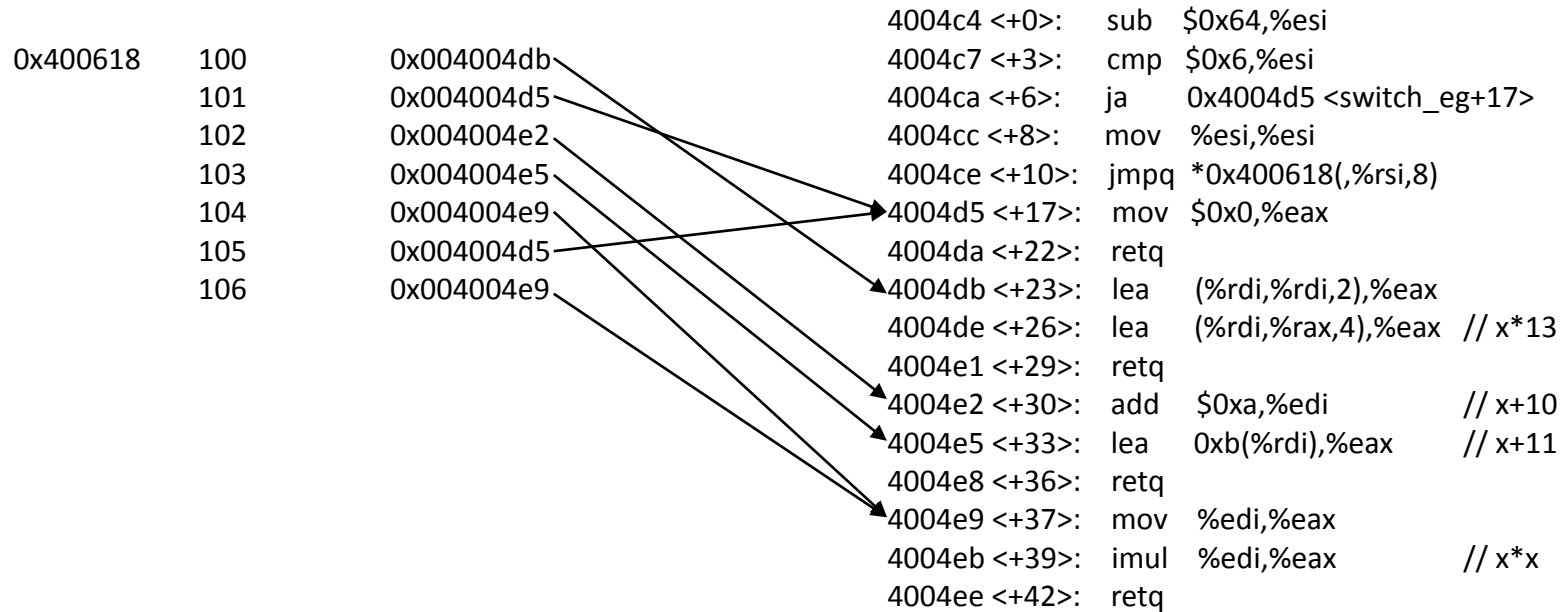 4004c4 <+0>: sub $0x64,%esi
0x400618 100 0x004004db 4004c7 <+3>: cmp $0x6,%esi
101 0x004004d5 4004ca <+6>: ja 0x4004d5 <switch_eg+17>
102 0x004004e2 4004cc <+8>: mov %esi,%esi
103 0x004004e5 4004ce <+10>: jmpq *0x400618(,%rsi,8)
104 0x004004e9 4004d5 <+17>: mov $0x0,%eax
105 0x004004d5 4004da <+22>: retq
106 0x004004e9 4004db <+23>: lea (%rdi,%rdi,2),%eax
4004de <+26>: lea (%rdi,%rax,4),%eax // x*13
4004e1 <+29>: retq
4004e2 <+30>: add $0xa,%edi // x+10
4004e5 <+33>: lea 0xb(%rdi),%eax // x+11
4004e8 <+36>: retq
4004e9 <+37>: mov %edi,%eax
4004eb <+39>: imul %edi,%eax // x*x
4004ee <+42>: retq